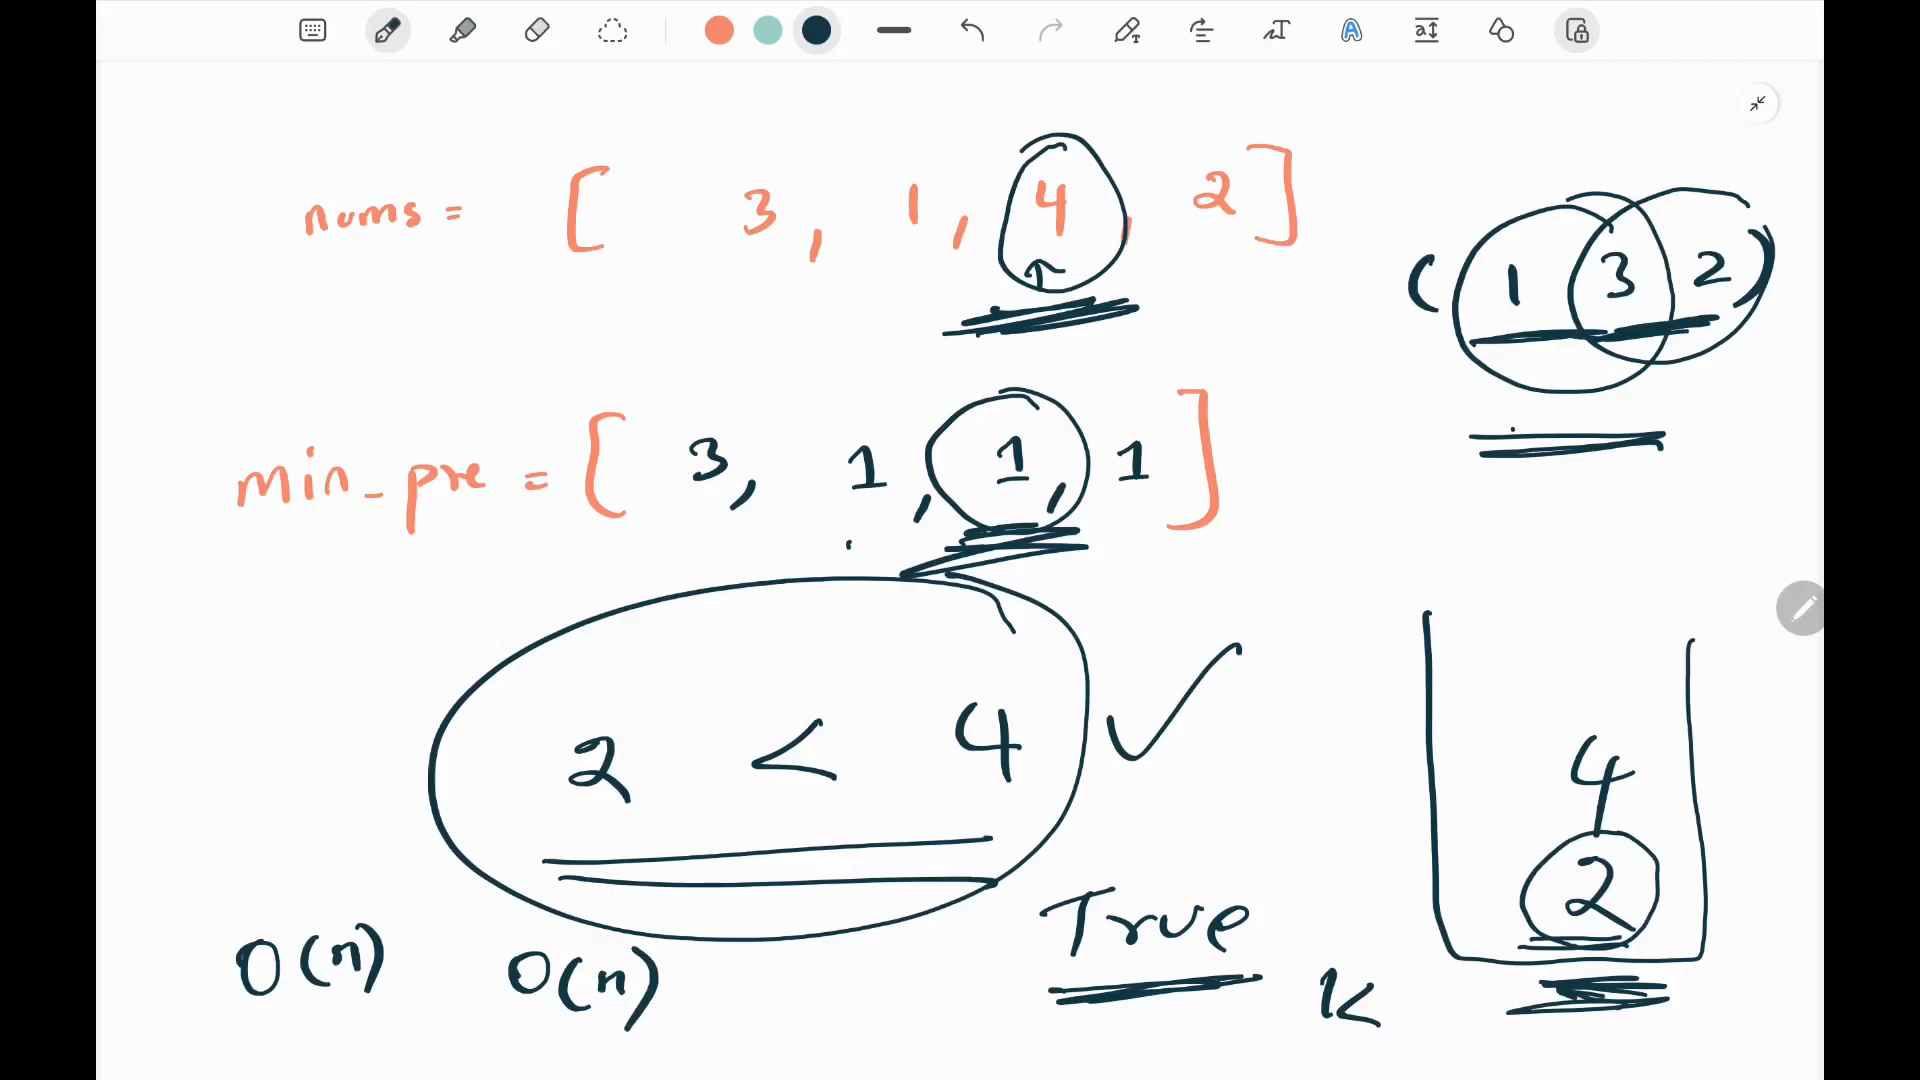 nums = [ 3, 1, 4, 2 ]
( 1 3 2 )
min_pre = [ 3, 1, 1, 1 ]
2 < 4
4
2
True
O(n) O(n)
K